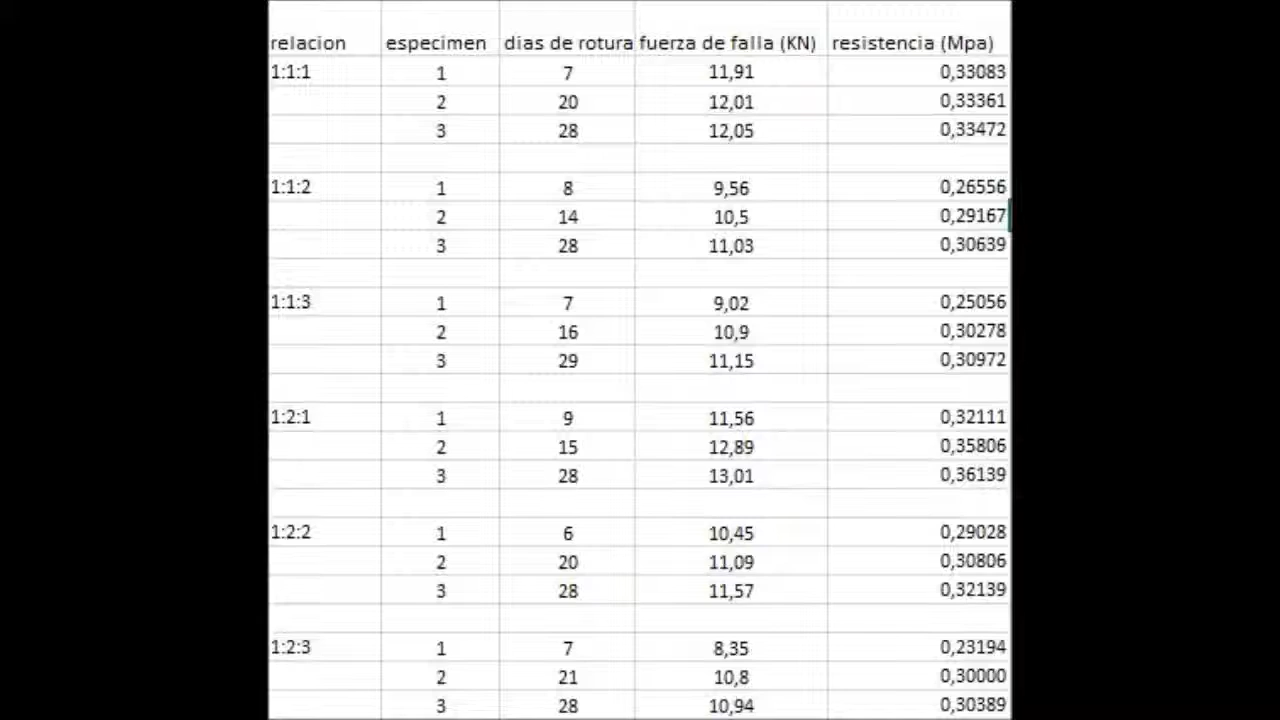 relacion especimen dias de rotura fuerza de falla (KN) resistencia (Mpa)
1:1:1 1 7 11,91 0,33083
2 20 12,01 0,33361
3 28 12,05 0,33472
1:1:2 1 8 9,56 0,26556
2 14 10,5 0,29167
3 28 11,03 0,30639
1:1:3 1 7 9,02 0,25056
2 16 10,9 0,30278
3 29 11,15 0,30972
1:2:1 1 9 11,56 0,32111
2 15 12,89 0,35806
3 28 13,01 0,36139
1:2:2 1 6 10,45 0,29028
2 20 11,09 0,30806
3 28 11,57 0,32139
1:2:3 1 7 8,35 0,23194
2 21 10,8 0,30000
3 28 10,94 0,30389